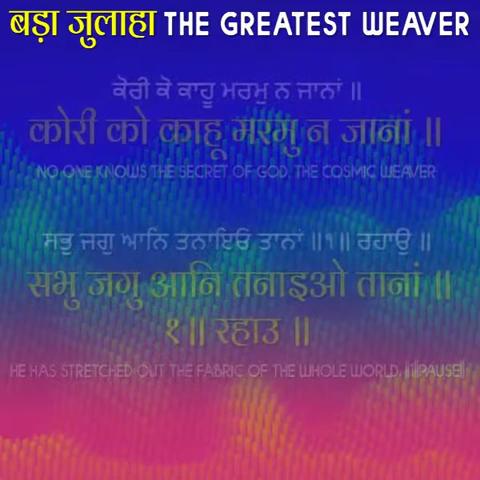 बड़ा जुलाहा THE GREATEST WEAVER
ਕੋਰੀ ਕੋ ਕਾਹੂ ਮਰਮੁ ਨ ਜਾਨਾਂ ॥
कोरी को काहू मरमु न जानां ॥
NO ONE KNOWS THE SECRET OF GOD, THE COSMIC WEAVER
ਸਭੁ ਜਗੁ ਆਨਿ ਤਨਾਇਓ ਤਾਨਾਂ ॥੧॥ ਰਹਾਉ ॥
सभु जगु आनि तनाइओ तानां ॥
१॥ रहाउ ॥
HE HAS STRETCHED OUT THE FABRIC OF THE WHOLE WORLD. ||1||PAUSE||